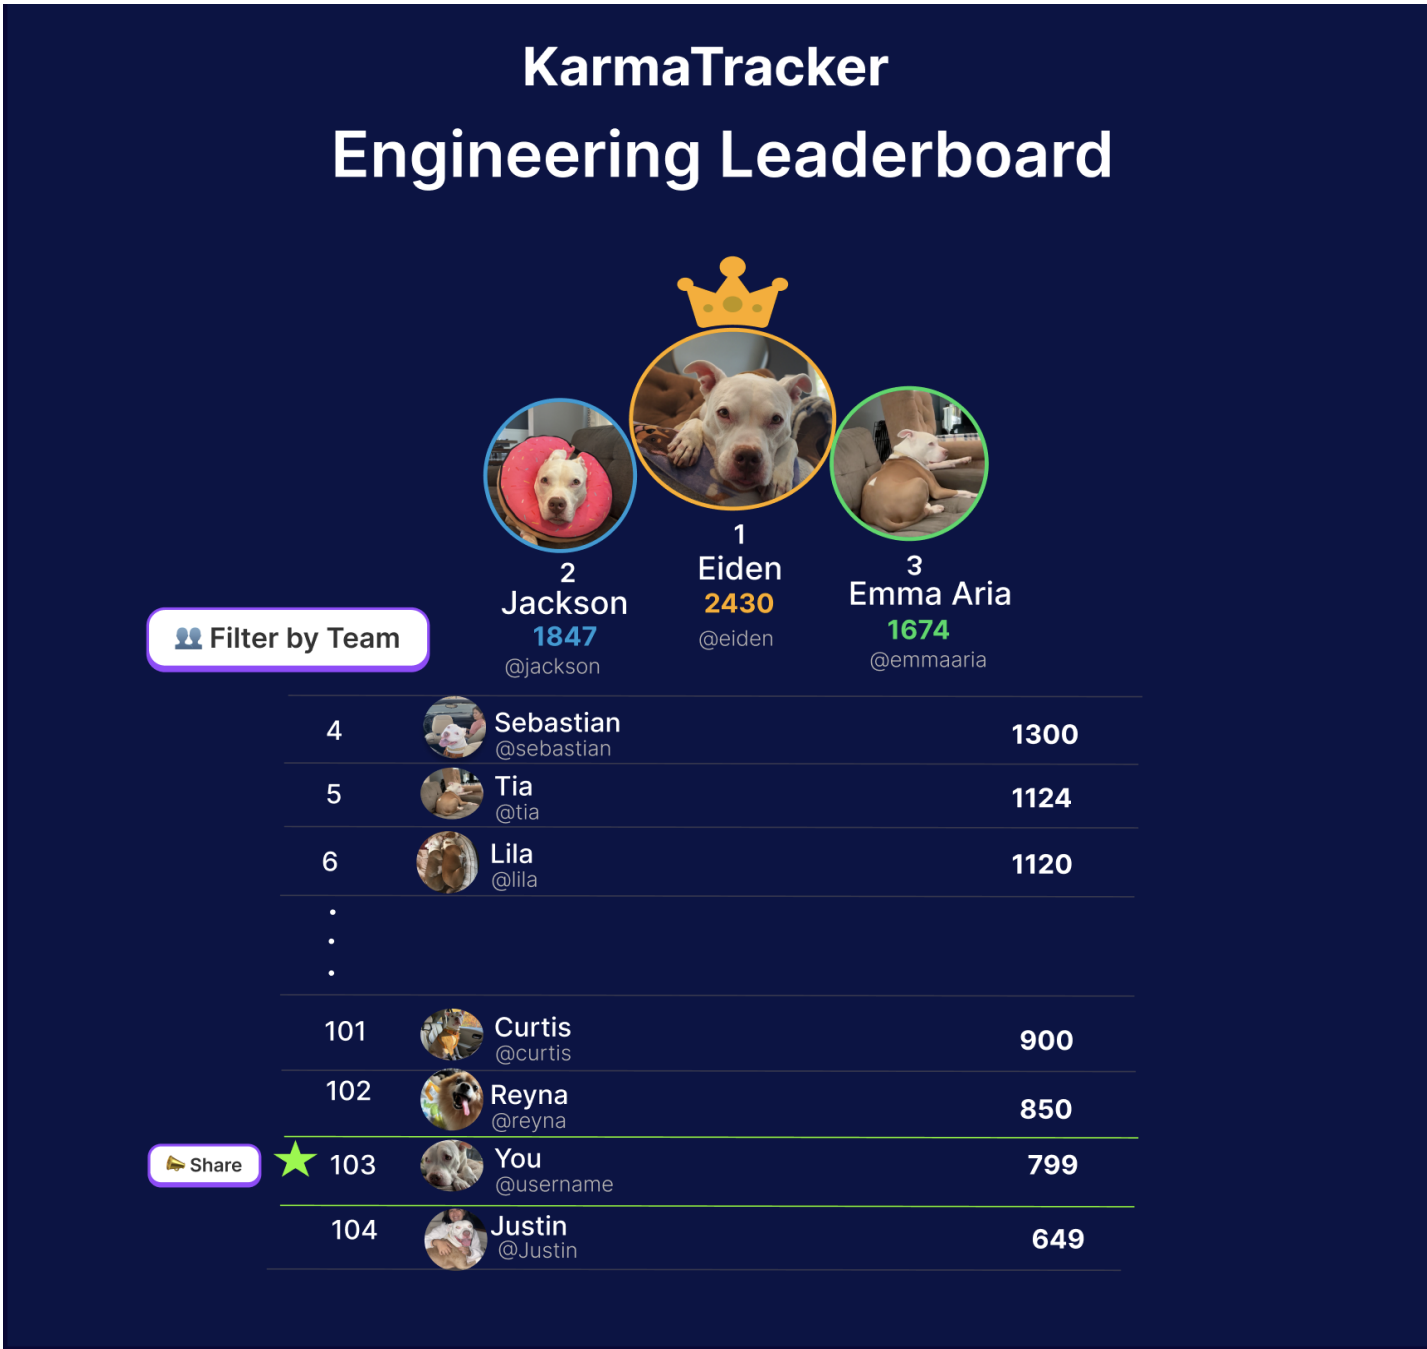 KarmaTracker
Engineering Leaderboard
1
Eiden
2430
@eiden
2
Jackson
1847
@jackson
3
Emma Aria
1674
@emmaaria
Filter by Team
4 Sebastian 1300
@sebastian
5 Tia 1124
@tia
6 Lila 1120
@lila
.
.
.
101 Curtis 900
@curtis
102 Reyna 850
@reyna
Share 103 You 799
@username
104 Justin 649
@Justin